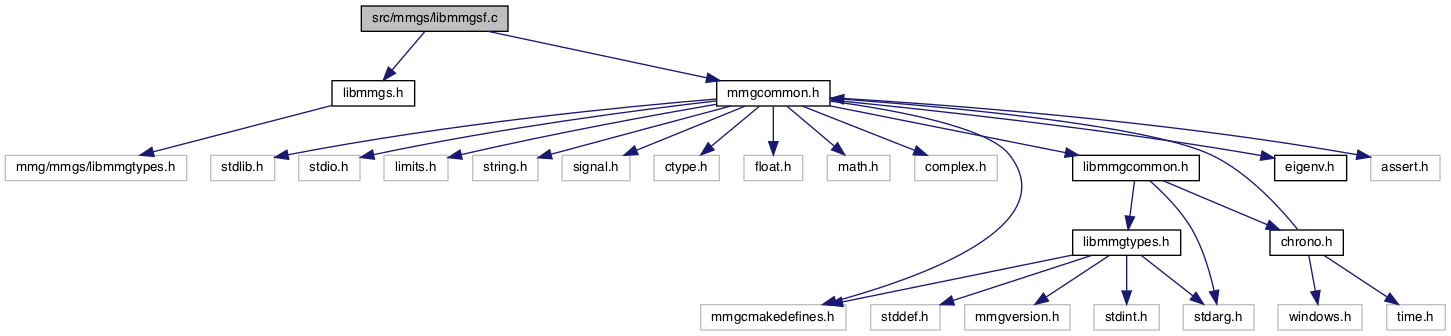 src/mmgs/libmmgsf.c
libmmgs.h
mmgcommon.h
mmg/mmgs/libmmgtypes.h
stdlib.h
stdio.h
limits.h
string.h
signal.h
ctype.h
float.h
math.h
complex.h
libmmgcommon.h
eigenv.h
assert.h
libmmgtypes.h
chrono.h
mmgcmakedefines.h
stddef.h
mmgversion.h
stdint.h
stdarg.h
windows.h
time.h